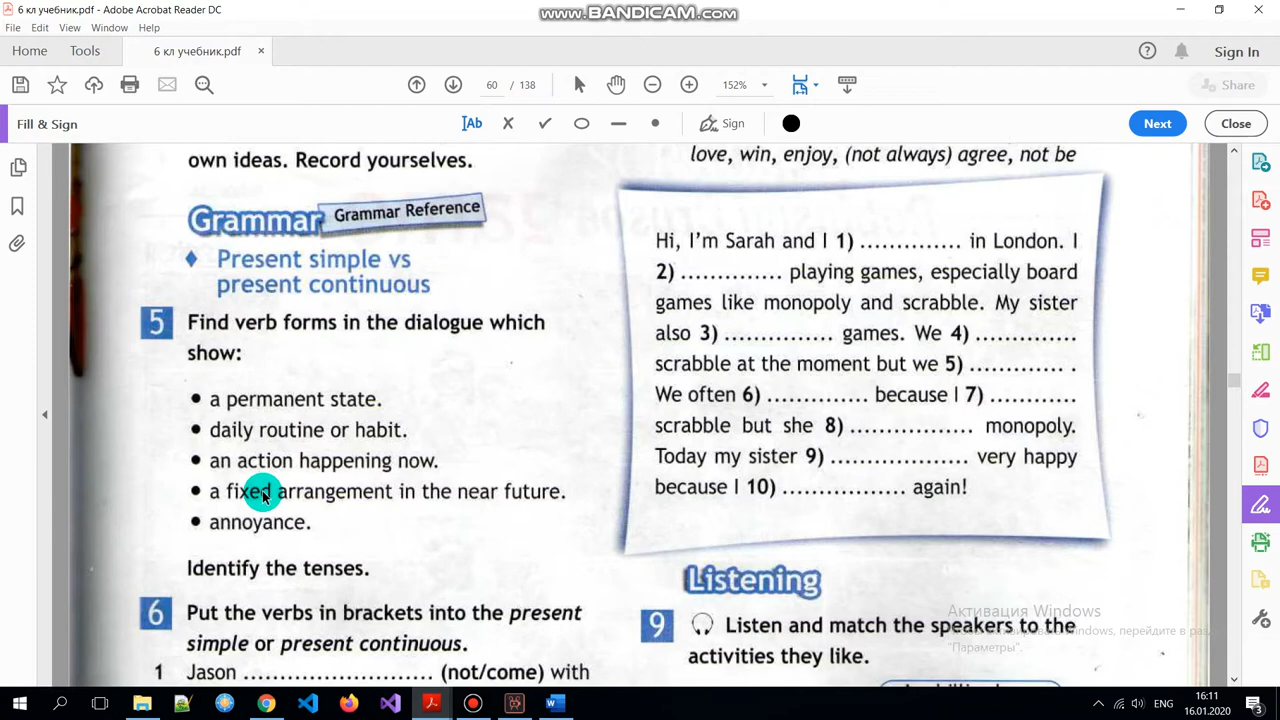 6 кл учебник.pdf - Adobe Acrobat Reader DC
www.BANDICAM.com
File Edit View Window Help
Home Tools 6 кл учебник.pdf × Sign In
60 / 138 152% Share
Fill & Sign Ab Sign Next Close
own ideas. Record yourselves.
Grammar Grammar Reference
Present simple vs
present continuous
5 Find verb forms in the dialogue which
show:
• a permanent state.
• daily routine or habit.
• an action happening now.
• a fixed arrangement in the near future.
• annoyance.
Identify the tenses.
6 Put the verbs in brackets into the present
simple or present continuous.
1 Jason ............................ (not/come) with
love, win, enjoy, (not always) agree, not be
Hi, I'm Sarah and I 1) .............. in London. I
2) .............. playing games, especially board
games like monopoly and scrabble. My sister
also 3) ............... games. We 4) ..............
scrabble at the moment but we 5) ............. .
We often 6) .............. because I 7) ............
scrabble but she 8) ................. monopoly.
Today my sister 9) ................... very happy
because I 10) ................. again!
Listening
9 Listen and match the speakers to the
activities they like.
Активация Windows
"Параметры".
ENG 16:11
16.01.2020
3